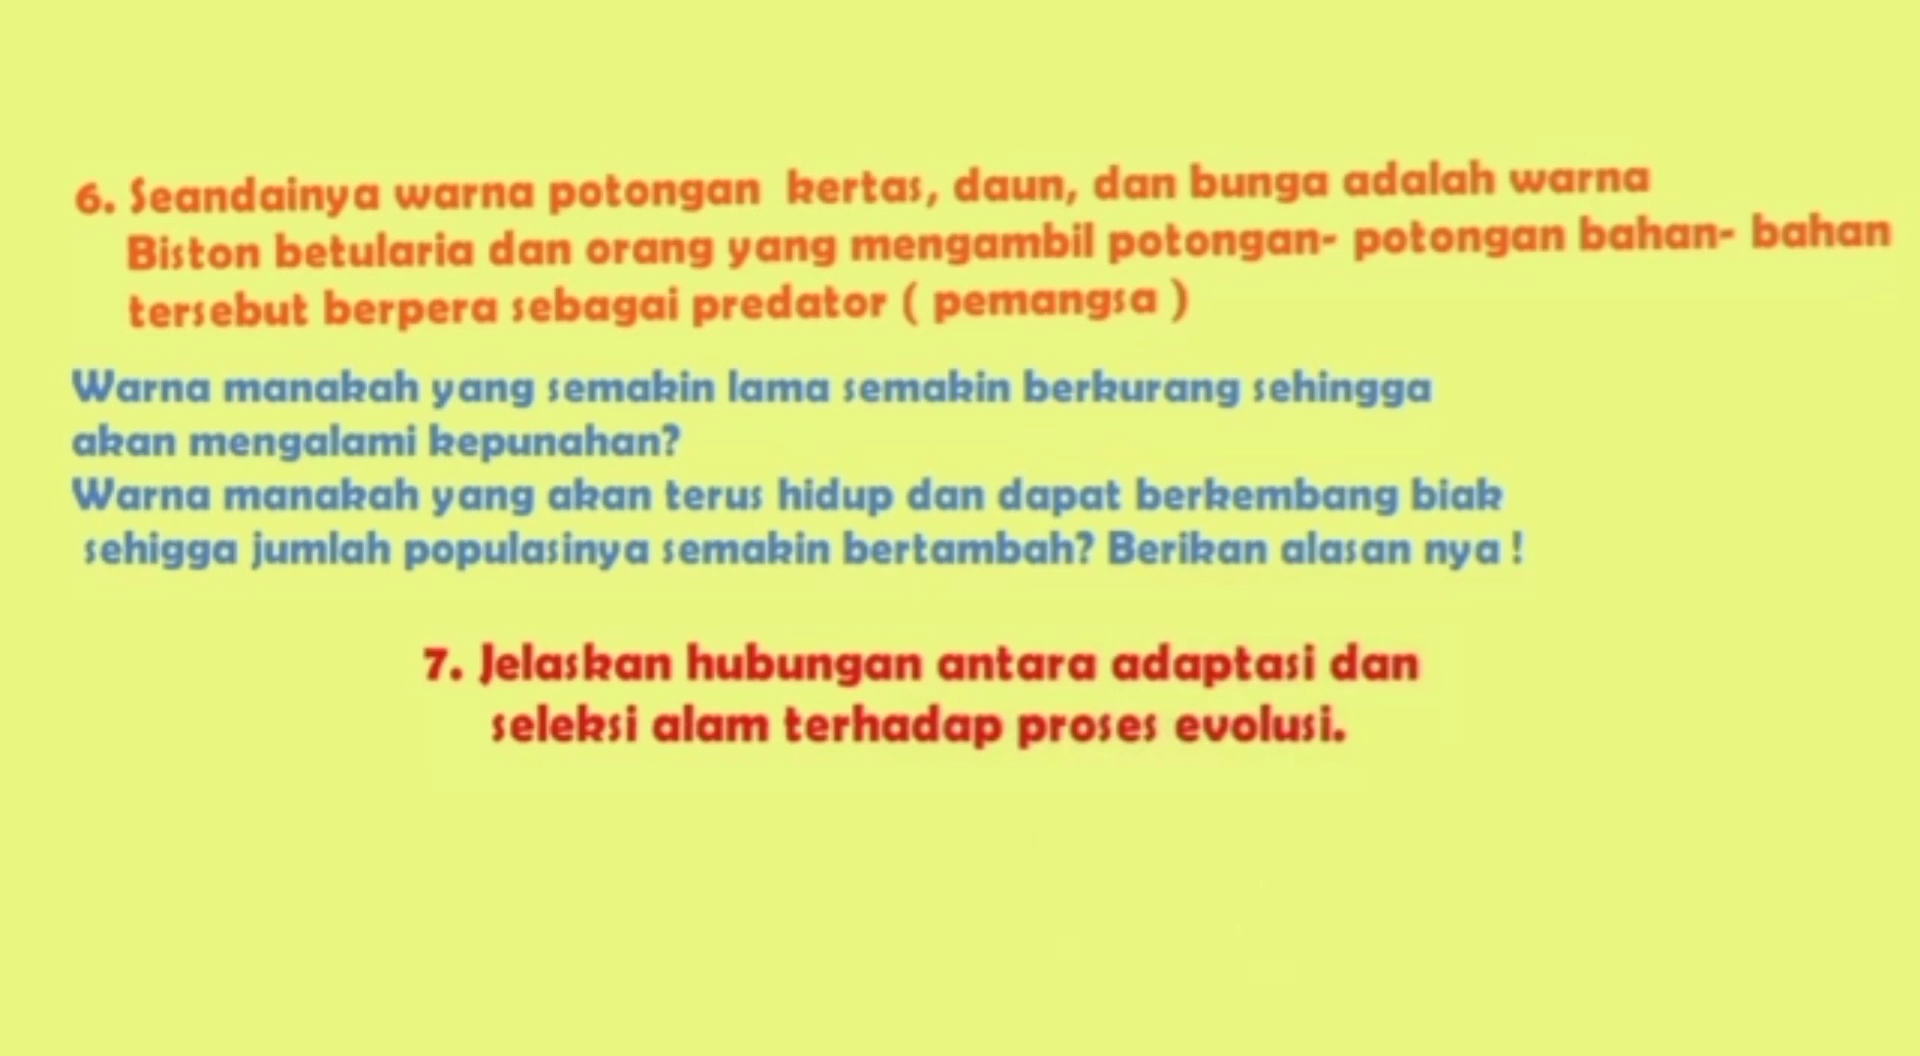 6. Seandainya warna potongan kertas, daun, dan bunga adalah warna
Biston betularia dan orang yang mengambil potongan- potongan bahan- bahan
tersebut berpera sebagai predator ( pemangsa )
Warna manakah yang semakin lama semakin berkurang sehingga
akan mengalami kepunahan?
Warna manakah yang akan terus hidup dan dapat berkembang biak
sehigga jumlah populasinya semakin bertambah? Berikan alasan nya !
7. Jelaskan hubungan antara adaptasi dan
seleksi alam terhadap proses evolusi.